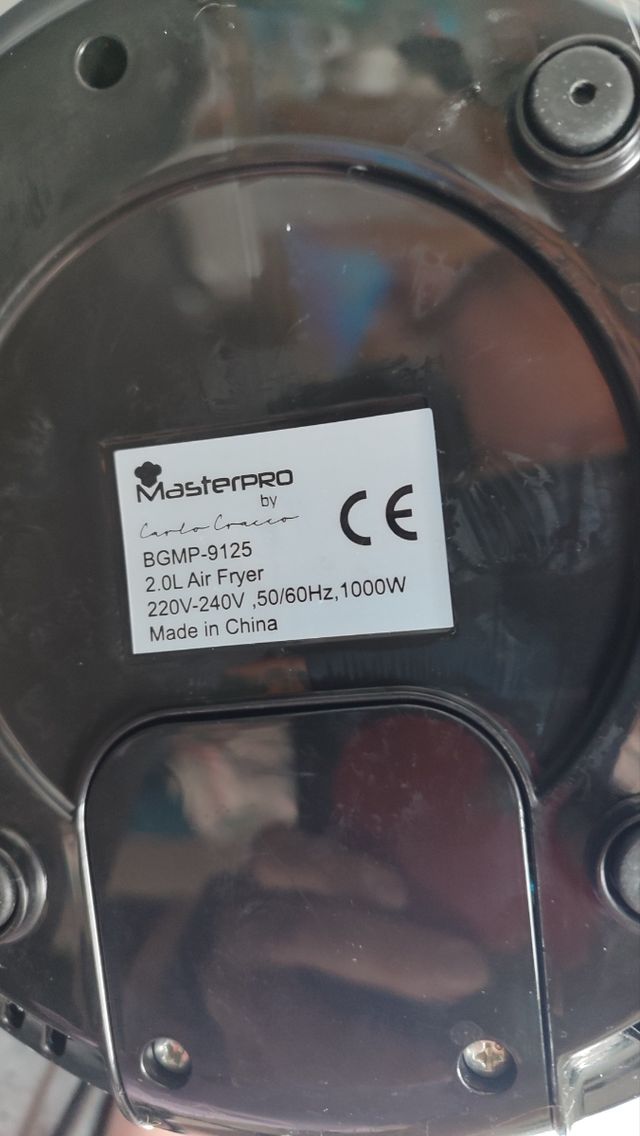 MasterPRO
by
Carlo Cracco
CE
BGMP-9125
2.0L Air Fryer
220V-240V ,50/60Hz,1000W
Made in China